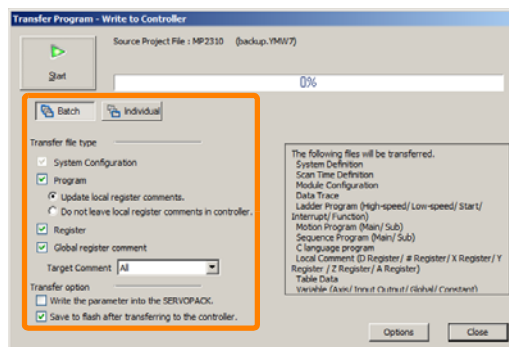 Transfer Program - Write to Controller
Source Project File : MP2310 (backup.YMW7)
Start
0%
Batch
Individual
Transfer file type
System Configuration
Program
Update local register comments.
Do not leave local register comments in controller.
Register
Global register comment
Target Comment All
Transfer option
Write the parameter into the SERVOPACK.
Save to flash after transferring to the controller.
The following files will be transferred.
System Definition
Scan Time Definition
Module Configuration
Data Trace
Ladder Program (High-speed/ Low-speed/ Start/
Interrupt/ Function)
Motion Program (Main/ Sub)
Sequence Program (Main/ Sub)
C language program
Local Comment (D Register/ # Register/ X Register/ Y
Register / Z Register/ A Register)
Table Data
Variable (Axis/ Input Output/ Global/ Constant)
Options
Close